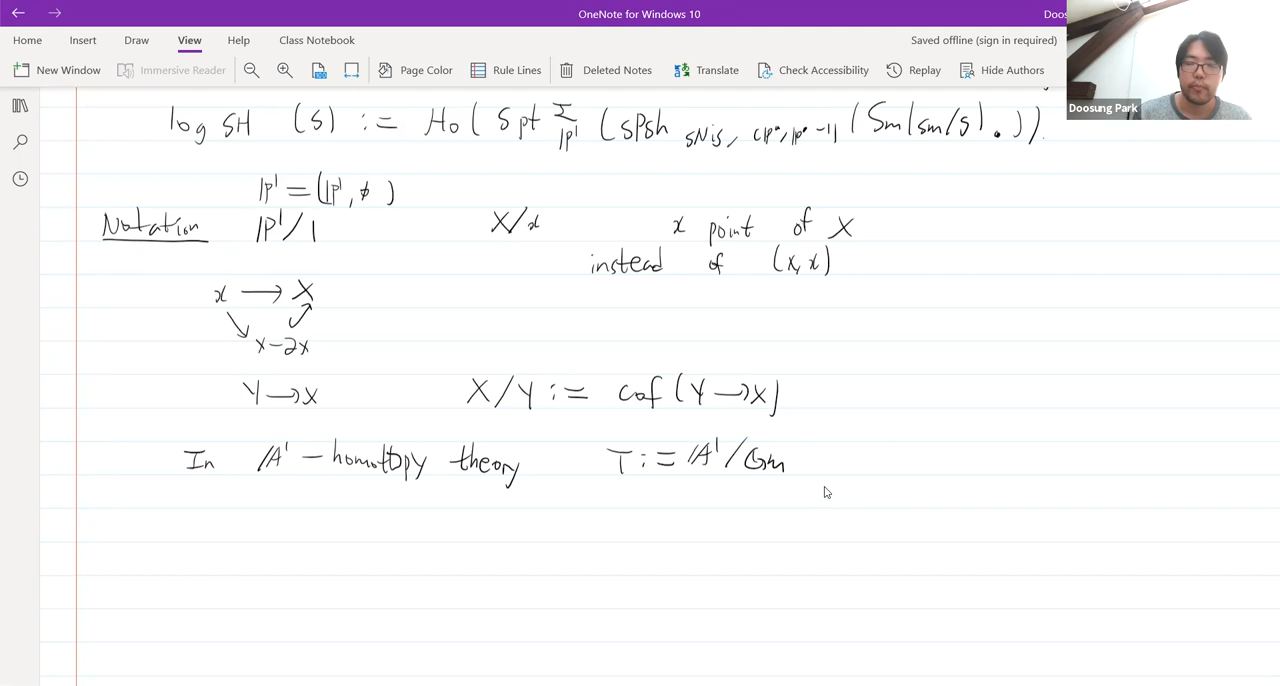 OneNote for Windows 10
Doos
Home Insert Draw View Help Class Notebook
Saved offline (sign in required)
New Window Immersive Reader Page Color Rule Lines Deleted Notes Translate Check Accessibility Replay Hide Authors
Doosung Park
log SH (S) := Ho( Spt^Σ_ℙ¹ (sPsh_{sNis, (ℙ^•, ℙ^{•-1})} (Sm/Sm/S)_• ))
ℙ¹ = (ℙ¹, ∅)
Notation ℙ¹/1 X/x x point of X
instead of (X, x)
x → X
X-∂X
Y → X X/Y := cof(Y → X)
In 𝔸¹-homotopy theory T := 𝔸¹/𝔾m